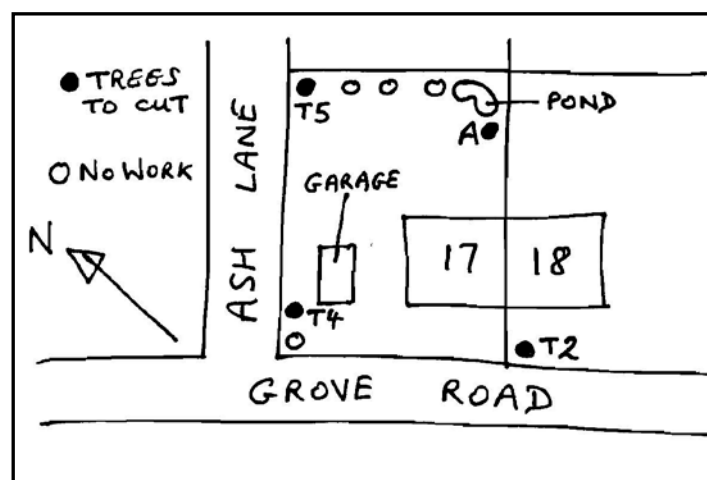 TREES
TO CUT
NO WORK
N
ASH LANE
T5
POND
A
GARAGE
17
18
T4
T2
GROVE ROAD